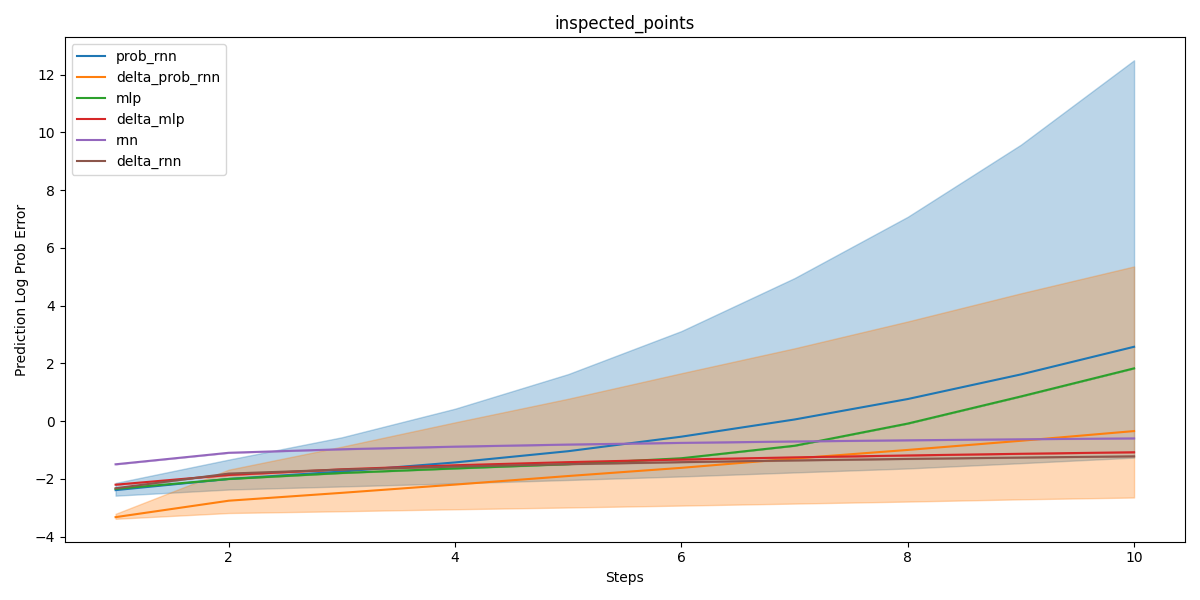 inspected_points
prob_rnn
delta_prob_rnn
mlp
delta_mlp
rnn
delta_rnn
Prediction Log Prob Error
12
10
8
6
4
2
0
−2
−4
2
4
6
8
10
Steps